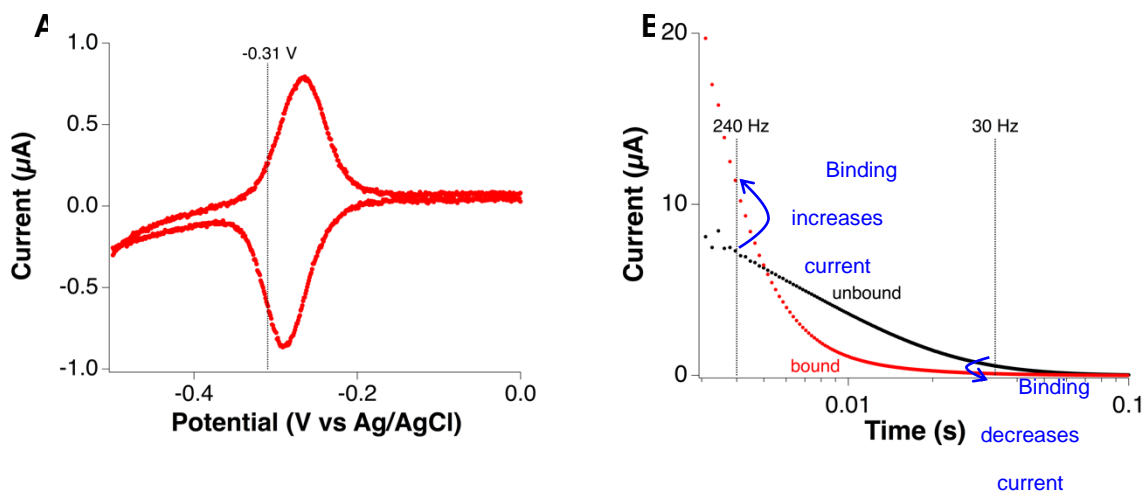 A
1.0
0.5
0.0
-0.5
-1.0
Current (µA)
-0.31 V
-0.4
-0.2
0.0
Potential (V vs Ag/AgCl)
20
10
0
Current (µA)
240 Hz
30 Hz
Binding
increases
current
unbound
bound
0.01
0.1
Time (s)
Binding
decreases
current